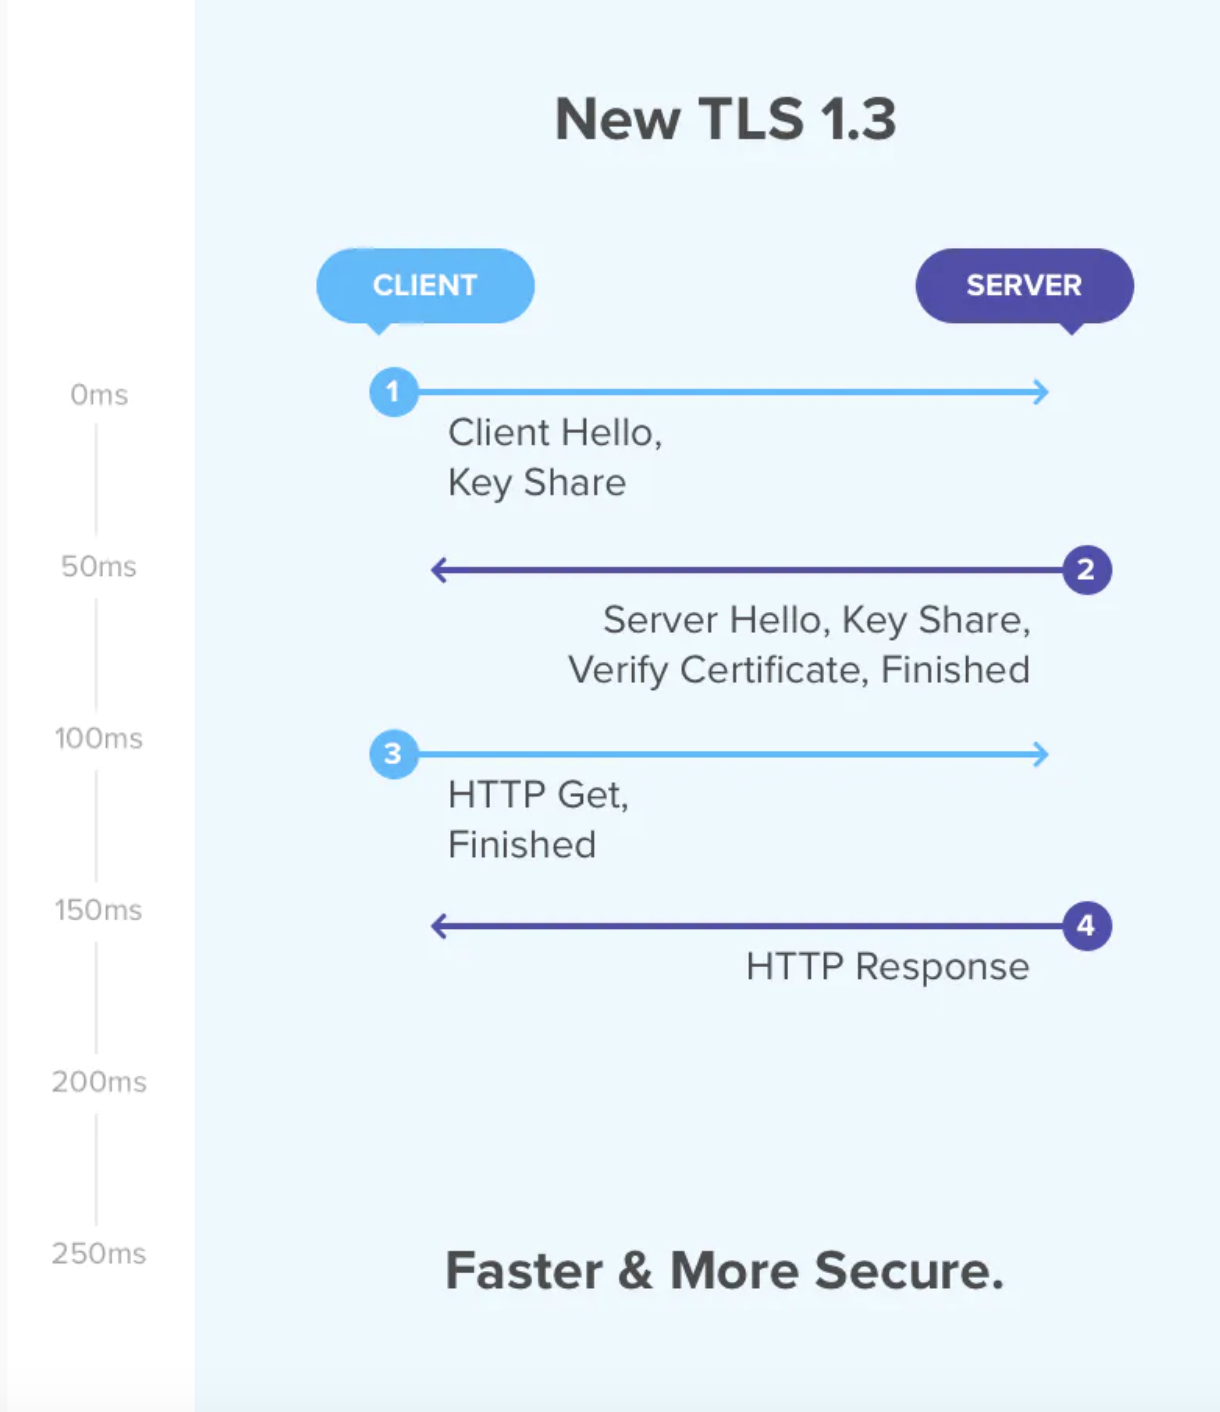 New TLS 1.3
CLIENT
SERVER
0ms
1
Client Hello,
Key Share
50ms
2
Server Hello, Key Share,
Verify Certificate, Finished
100ms
3
HTTP Get,
Finished
150ms
4
HTTP Response
200ms
250ms
Faster & More Secure.